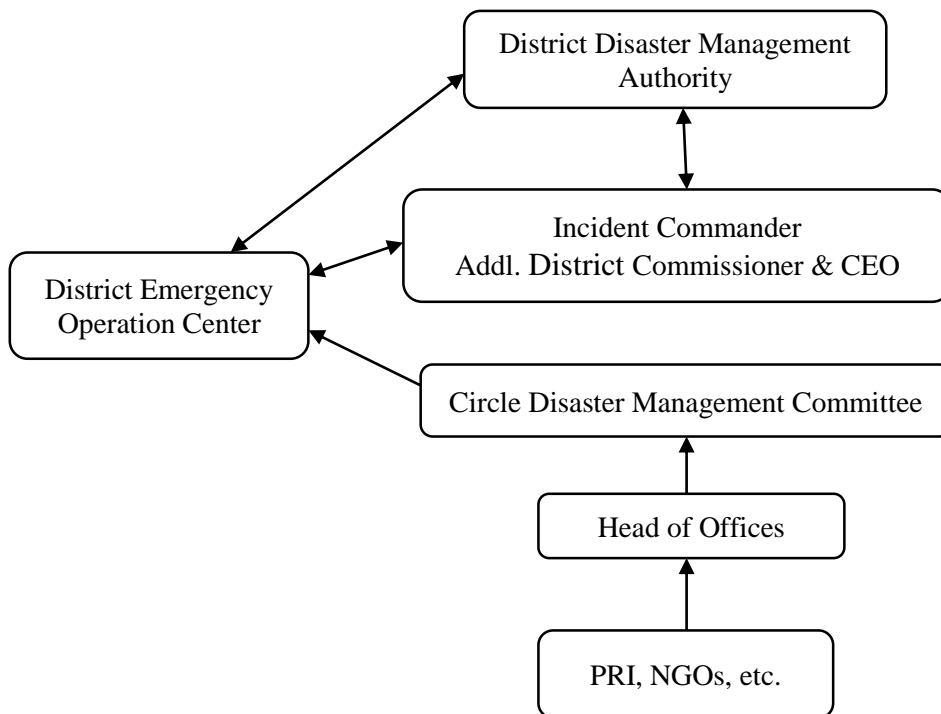 District Disaster Management
Authority
Incident Commander
Addl. District Commissioner & CEO
District Emergency
Operation Center
Circle Disaster Management Committee
Head of Offices
PRI, NGOs, etc.